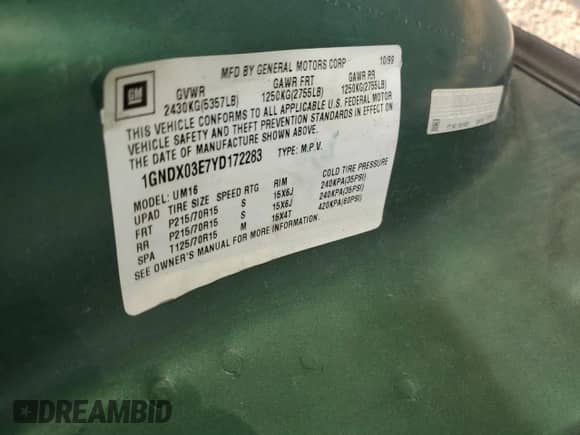 MFD BY GENERAL MOTORS CORP 10/99
GM
GVWR GAWR FRT GAWR RR
2430KG(5357LB) 1250KG(2755LB) 1250KG(2755LB)
THIS VEHICLE CONFORMS TO ALL APPLICABLE U.S. FEDERAL MOTOR
VEHICLE SAFETY AND THEFT PREVENTION STANDARDS IN EFFECT ON
THE DATE OF MANUFACTURE SHOWN ABOVE.
1GNDX03E7YD172283 TYPE: M.P.V.
MODEL: UM16
UPAD TIRE SIZE SPEED RTG RIM COLD TIRE PRESSURE
FRT P215/70R15 S 15X6J 240KPA(35PSI)
RR P215/70R15 S 15X6J 240KPA(35PSI)
SPA T125/70R15 M 15X4T 420KPA(60PSI)
SEE OWNER'S MANUAL FOR MORE INFORMATION.
DREAMBID